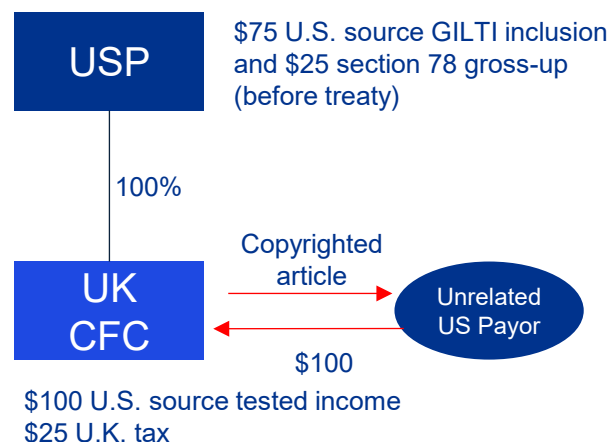 USP
$75 U.S. source GILTI inclusion
and $25 section 78 gross-up
(before treaty)
100%
Copyrighted
article
UK
CFC
Unrelated
US Payor
$100
$100 U.S. source tested income
$25 U.K. tax